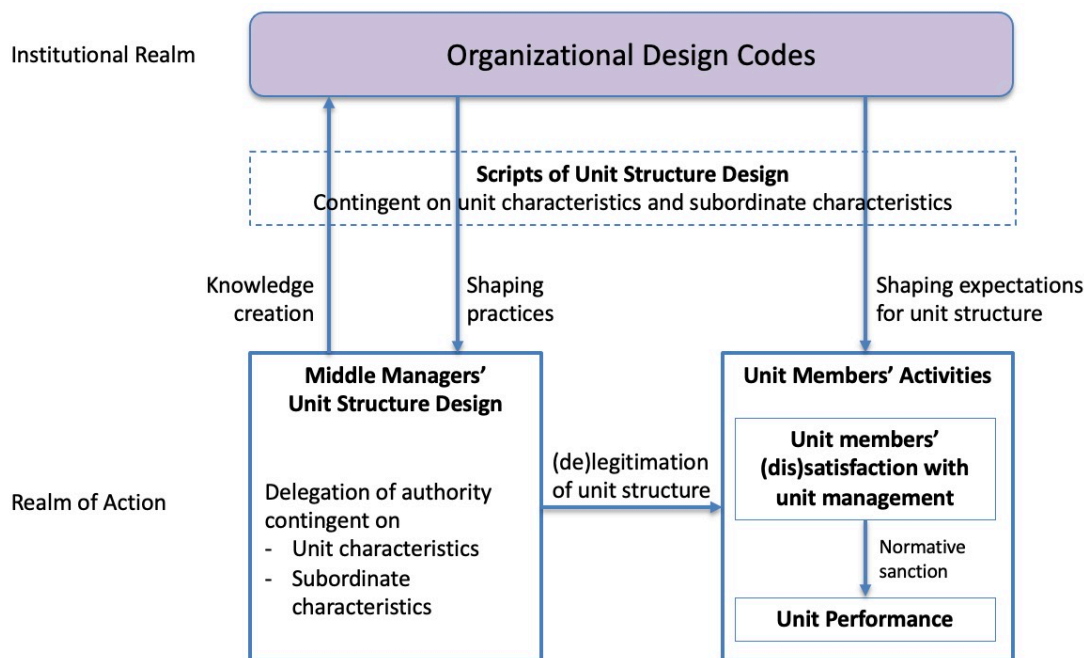 Institutional Realm
Organizational Design Codes
Scripts of Unit Structure Design
Contingent on unit characteristics and subordinate characteristics
Knowledge
creation
Shaping
practices
Shaping expectations
for unit structure
Realm of Action
Middle Managers’
Unit Structure Design
Delegation of authority
contingent on
- Unit characteristics
- Subordinate
characteristics
(de)legitimation
of unit structure
Unit Members’ Activities
Unit members’
(dis)satisfaction with
unit management
Normative
sanction
Unit Performance